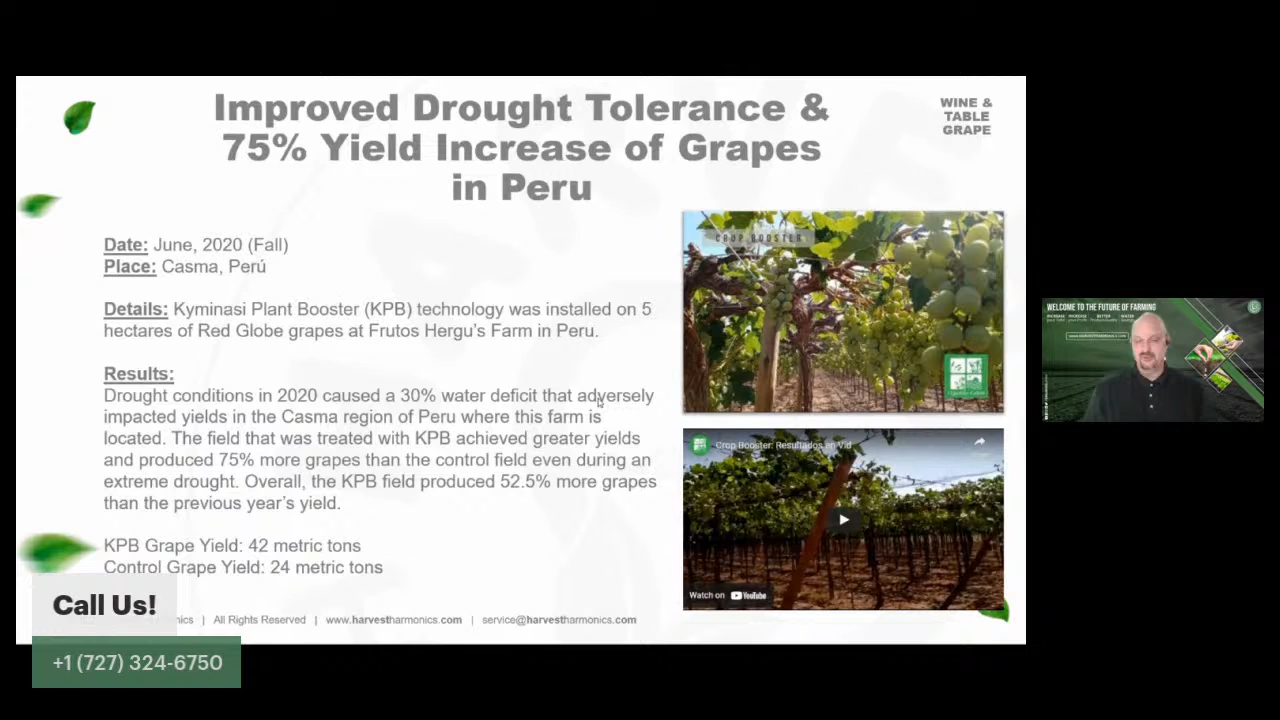 Improved Drought Tolerance &
75% Yield Increase of Grapes
in Peru
WINE &
TABLE
GRAPE
Date: June, 2020 (Fall)
Place: Casma, Perú
Details: Kyminasi Plant Booster (KPB) technology was installed on 5
hectares of Red Globe grapes at Frutos Hergu's Farm in Peru.
Results:
Drought conditions in 2020 caused a 30% water deficit that adversely
impacted yields in the Casma region of Peru where this farm is
located. The field that was treated with KPB achieved greater yields
and produced 75% more grapes than the control field even during an
extreme drought. Overall, the KPB field produced 52.5% more grapes
than the previous year's yield.
KPB Grape Yield: 42 metric tons
Control Grape Yield: 24 metric tons
| All Rights Reserved | www.harvestharmonics.com | service@harvestharmonics.com
Call Us!
+1 (727) 324-6750
CROP BOOSTER
Crop Booster: Resultados en Vid
Watch on YouTube
WELCOME TO THE FUTURE OF FARMING
INCREASE INCREASE BETTER WATER
www.harvestharmonics.com